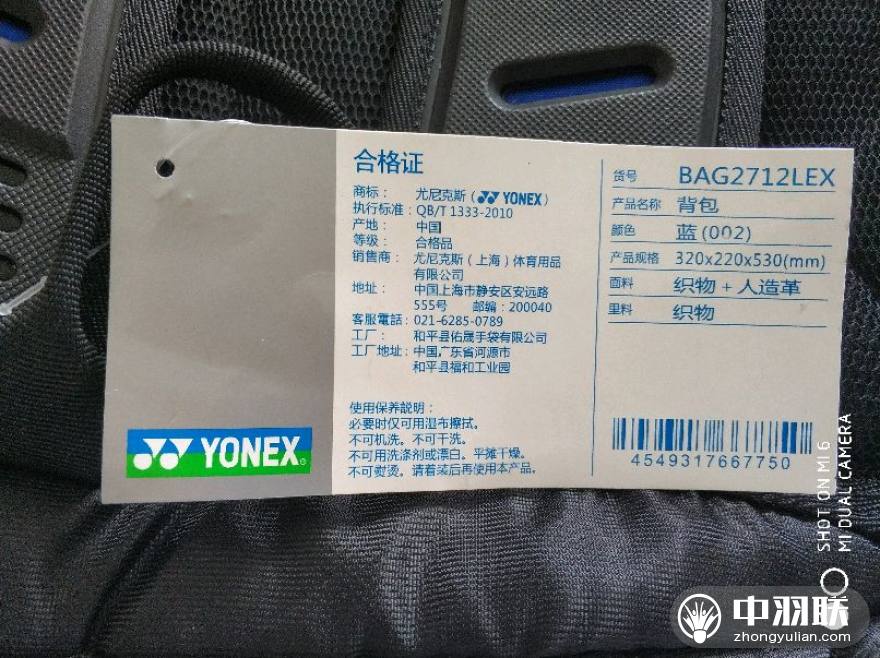 合格证
商标： 尤尼克斯（YONEX）
执行标准：QB/T 1333-2010
产地： 中国
等级： 合格品
销售商： 尤尼克斯（上海）体育用品
有限公司
地址： 中国上海市静安区安远路
555号 邮编：200040
客服電話：021-6285-0789
工厂： 和平县佑晟手袋有限公司
工厂地址：中国广东省河源市
和平县福和工业园
使用保养説明：
必要时仅可用湿布擦拭。
不可机洗。不可干洗。
不可用洗涤剂或漂白。平摊干燥。
不可熨烫。请着装后再使用本产品。
YONEX®
货号 BAG2712LEX
产品名称 背包
颜色 蓝(002)
产品规格 320x220x530(mm)
面料 织物+人造革
里料 织物
4549317667750
SHOT ON MI 6
MI DUAL CAMERA
中羽联
zhongyulian.com